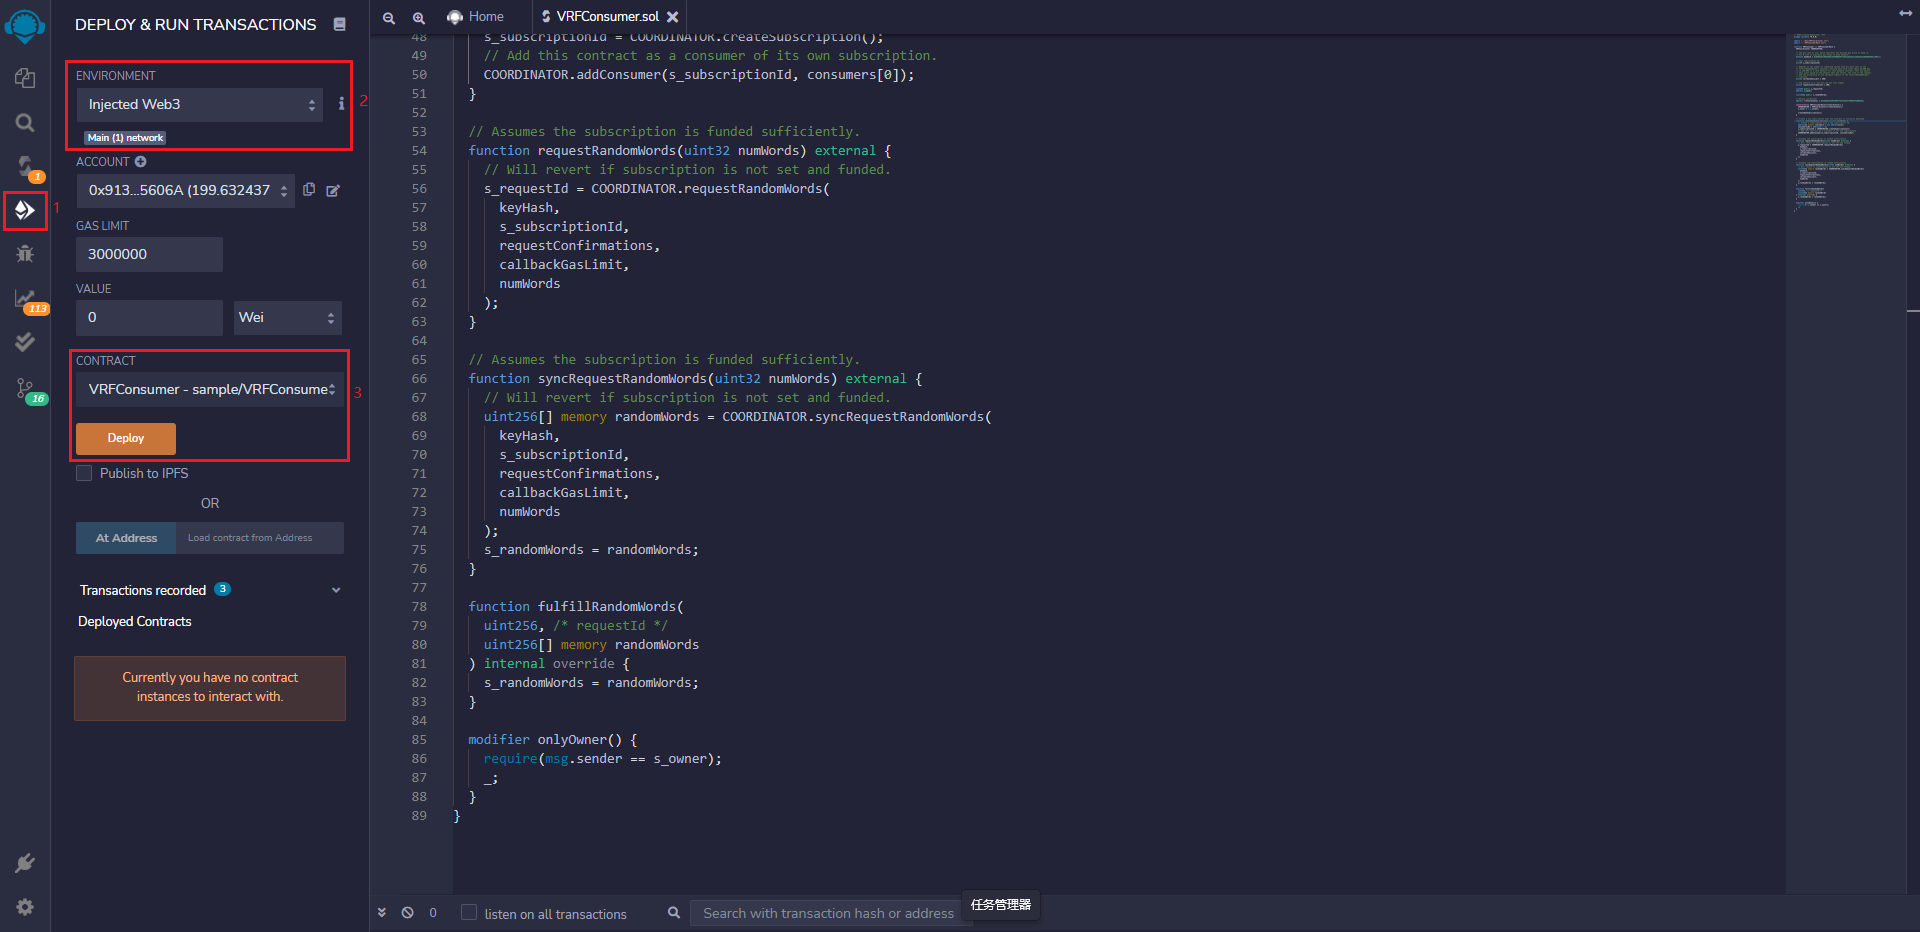 DEPLOY & RUN TRANSACTIONS
ENVIRONMENT
Injected Web3
2
Main (1) network
ACCOUNT
0x913...5606A (199.632437
1
GAS LIMIT
3000000
VALUE
0
Wei
CONTRACT
VRFConsumer - sample/VRFConsume
3
Deploy
Publish to IPFS
OR
At Address
Load contract from Address
Transactions recorded 3
Deployed Contracts
Currently you have no contract
instances to interact with.
1
113
16
Home
VRFConsumer.sol
48 s_subscriptionId = COORDINATOR.createSubscription();
49 // Add this contract as a consumer of its own subscription.
50 COORDINATOR.addConsumer(s_subscriptionId, consumers[0]);
51 }
52
53 // Assumes the subscription is funded sufficiently.
54 function requestRandomWords(uint32 numWords) external {
55 // Will revert if subscription is not set and funded.
56 s_requestId = COORDINATOR.requestRandomWords(
57 keyHash,
58 s_subscriptionId,
59 requestConfirmations,
60 callbackGasLimit,
61 numWords
62 );
63 }
64
65 // Assumes the subscription is funded sufficiently.
66 function syncRequestRandomWords(uint32 numWords) external {
67 // Will revert if subscription is not set and funded.
68 uint256[] memory randomWords = COORDINATOR.syncRequestRandomWords(
69 keyHash,
70 s_subscriptionId,
71 requestConfirmations,
72 callbackGasLimit,
73 numWords
74 );
75 s_randomWords = randomWords;
76 }
77
78 function fulfillRandomWords(
79 uint256, /* requestId */
80 uint256[] memory randomWords
81 ) internal override {
82 s_randomWords = randomWords;
83 }
84
85 modifier onlyOwner() {
86 require(msg.sender == s_owner);
87 _;
88 }
89 }
0
listen on all transactions
Search with transaction hash or address
任务管理器